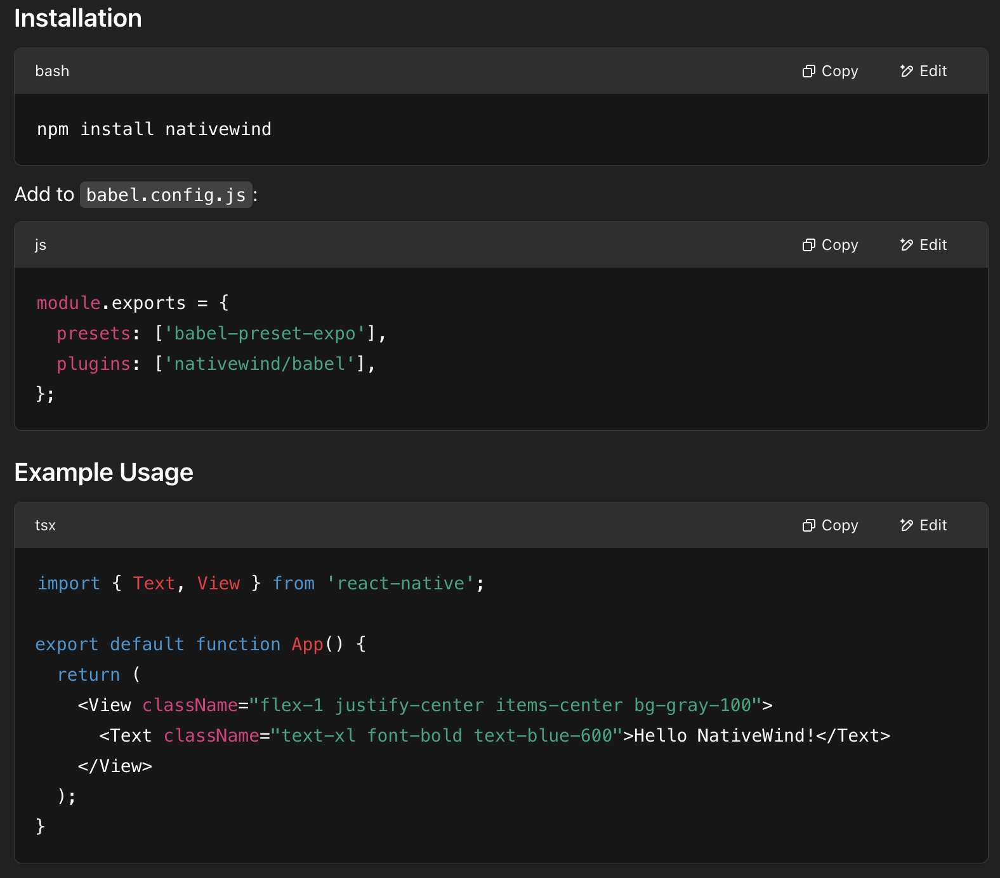 Installation
bash Copy Edit
npm install nativewind
Add to babel.config.js:
js Copy Edit
module.exports = {
  presets: ['babel-preset-expo'],
  plugins: ['nativewind/babel'],
};
Example Usage
tsx Copy Edit
import { Text, View } from 'react-native';
export default function App() {
  return (
    <View className="flex-1 justify-center items-center bg-gray-100">
      <Text className="text-xl font-bold text-blue-600">Hello NativeWind!</Text>
    </View>
  );
}